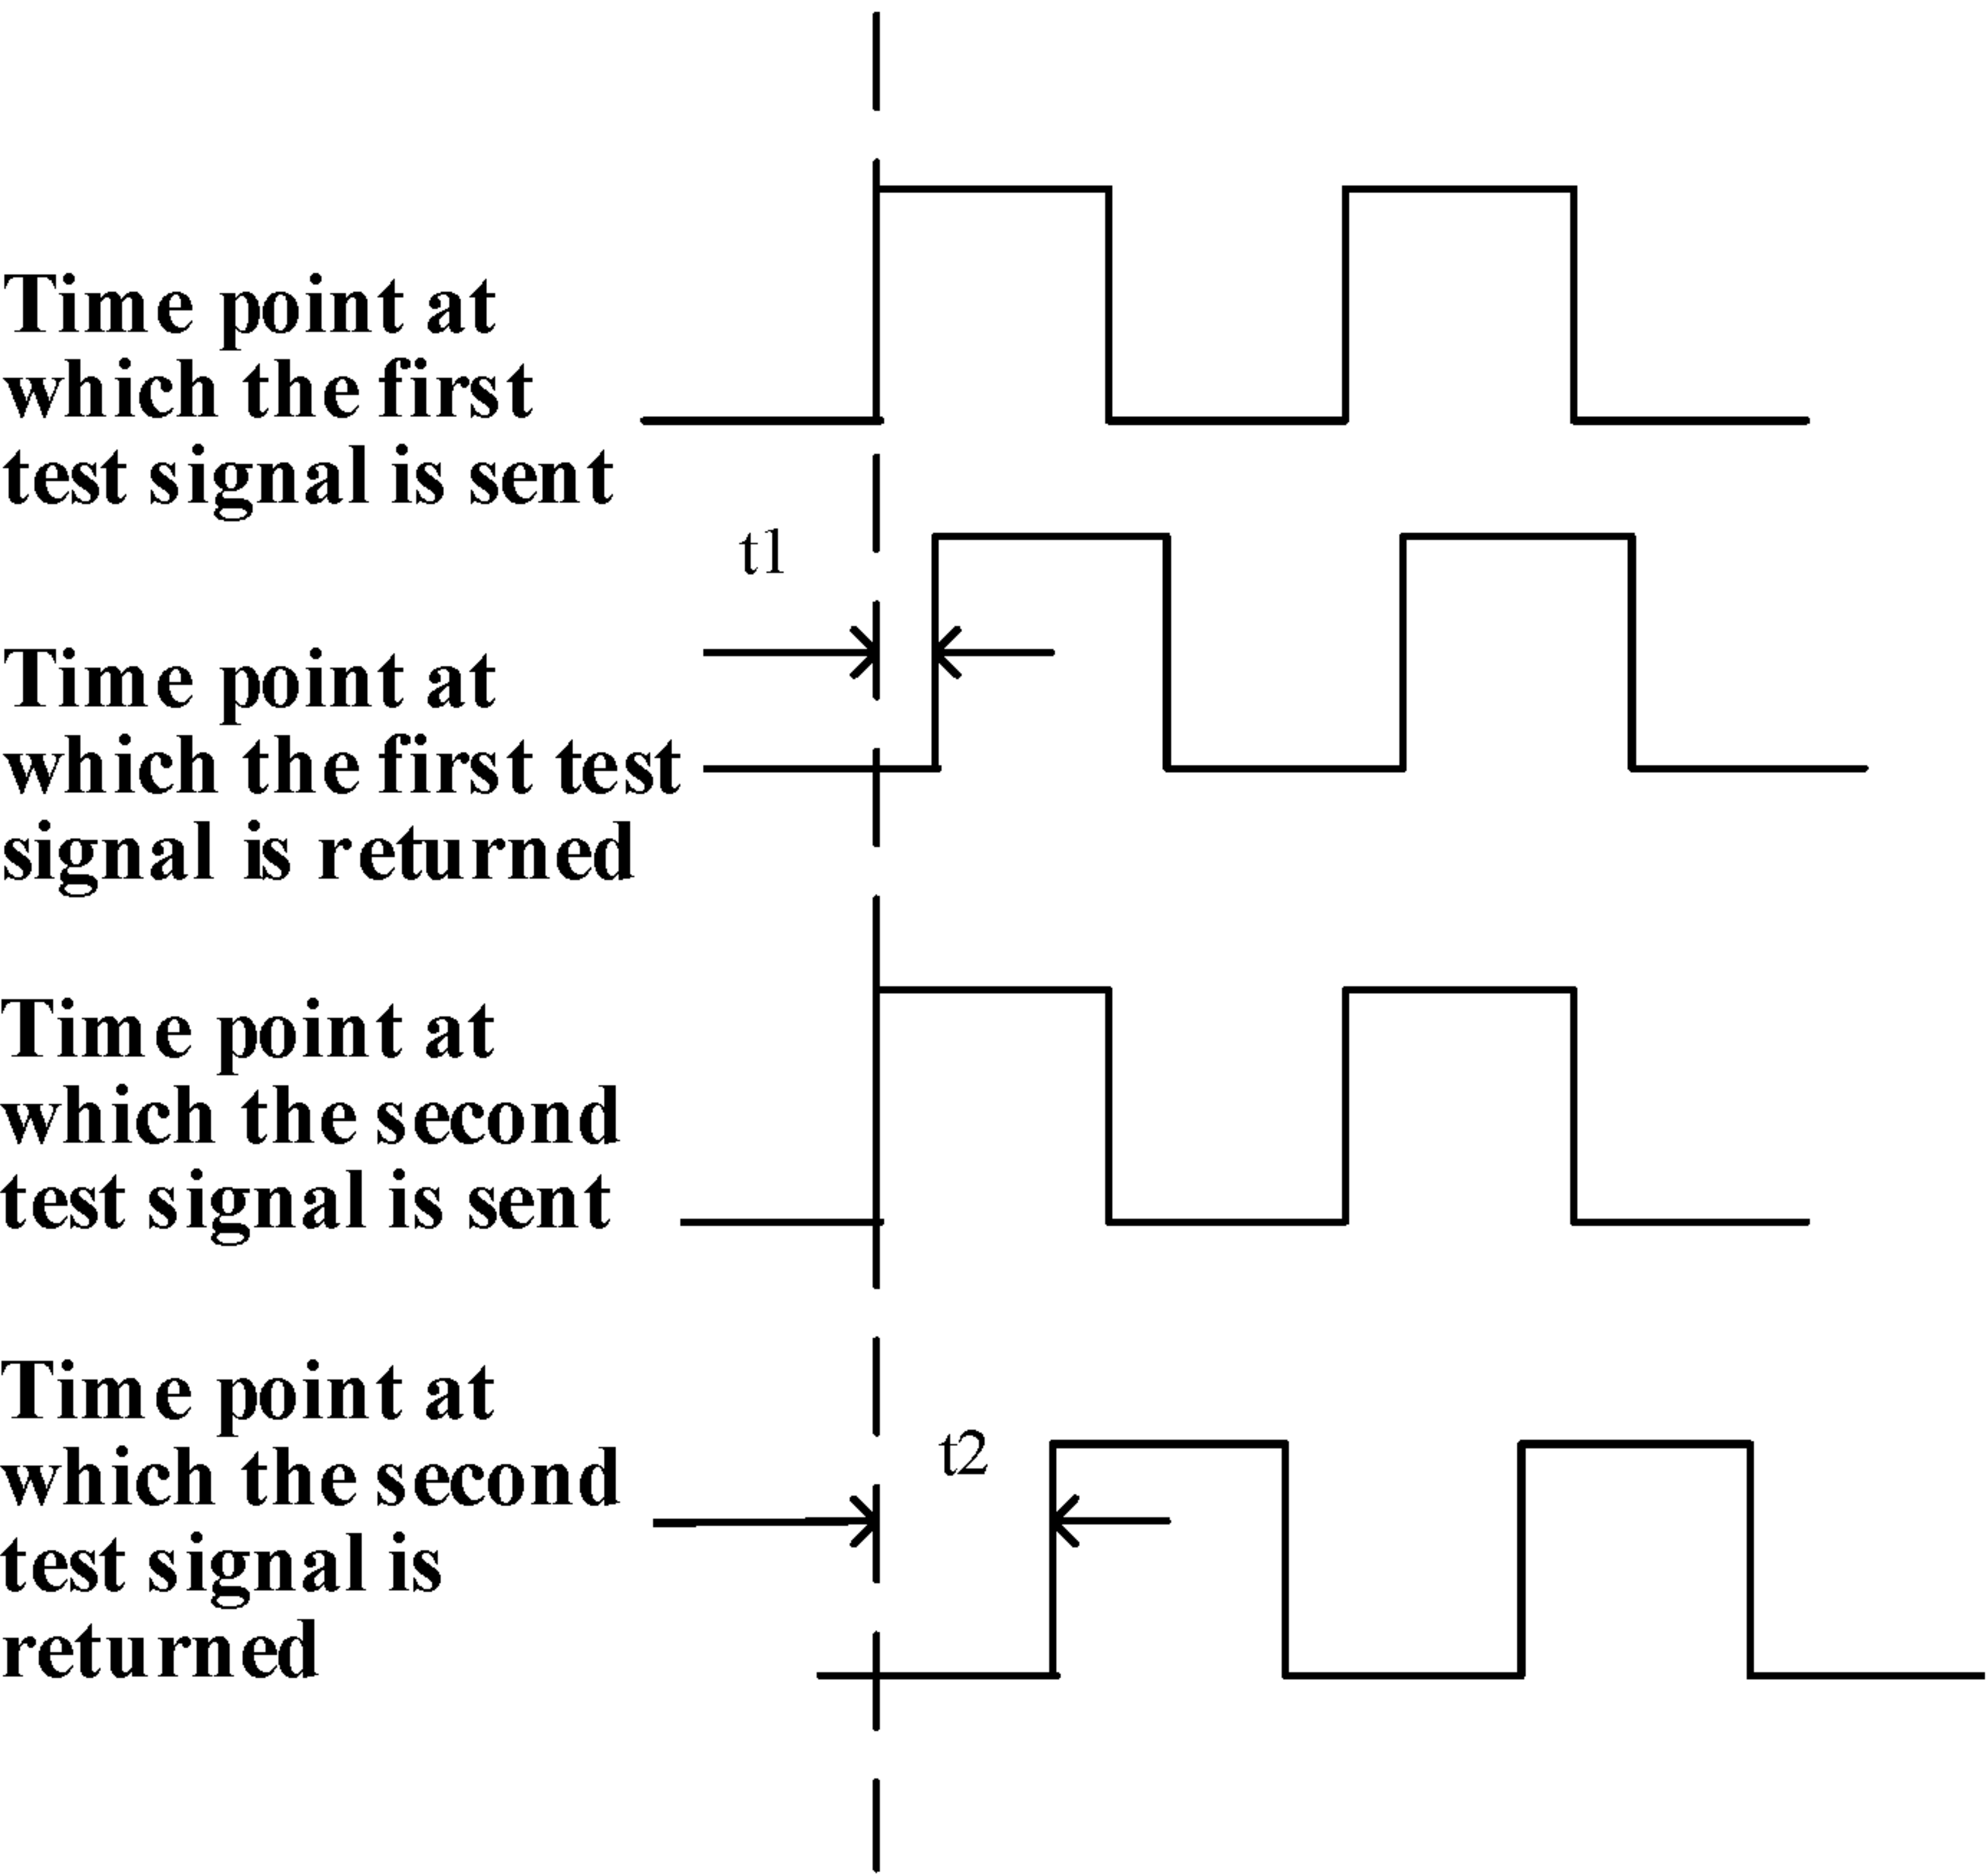 Time point at
which the first
test signal is sent
t1
Time point at
which the first test
signal is returned
Time point at
which the second
test signal is sent
Time point at
which the second
test signal is
returned
t2